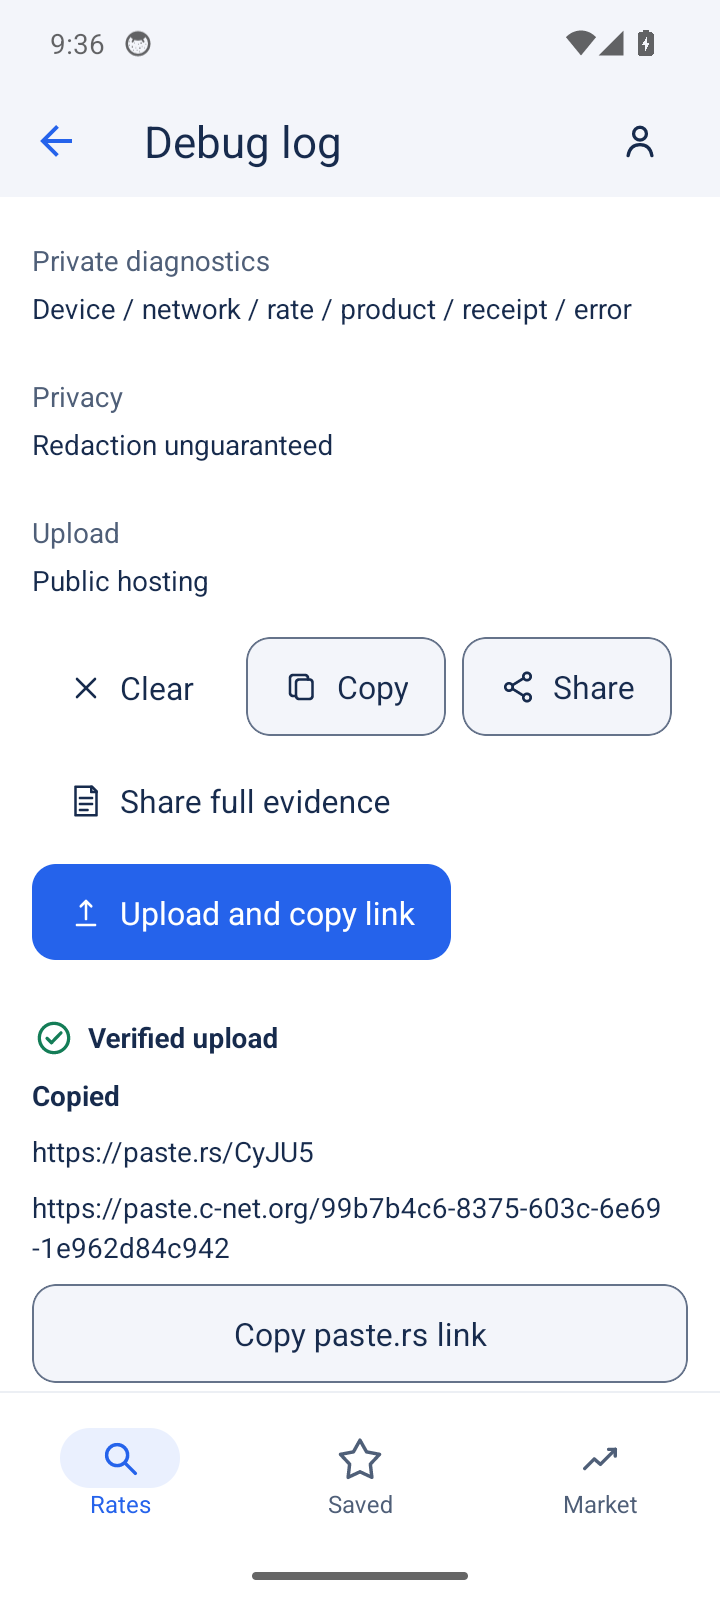 9:36
Debug log
Private diagnostics
Device / network / rate / product / receipt / error
Privacy
Redaction unguaranteed
Upload
Public hosting
Clear
Copy
Share
Share full evidence
Upload and copy link
Verified upload
Copied
https://paste.rs/CyJU5
https://paste.c-net.org/99b7b4c6-8375-603c-6e69
-1e962d84c942
Copy paste.rs link
Rates
Saved
Market